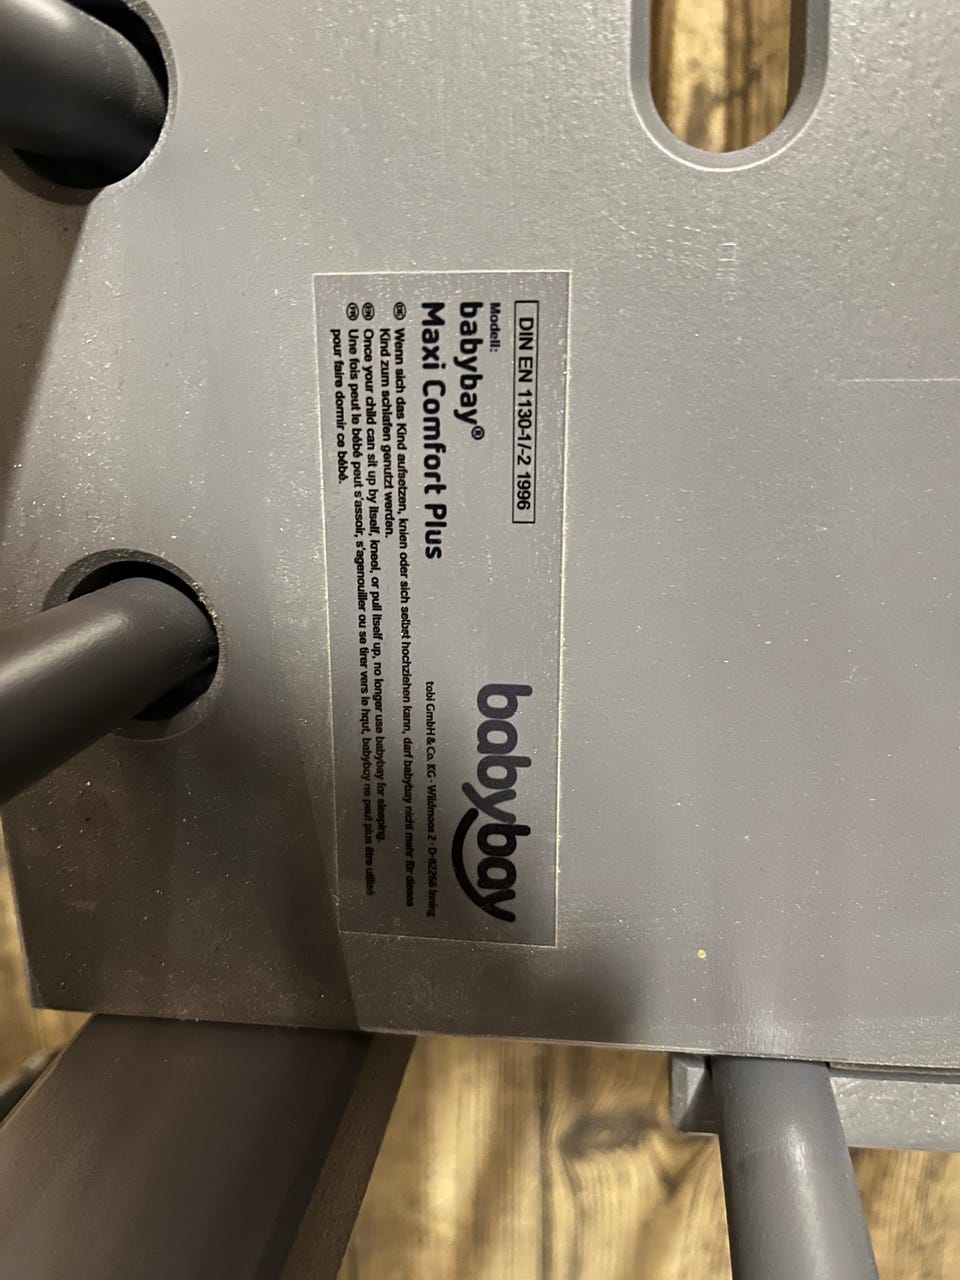 DIN EN 1130-1/-2 1996
Modell:
babybay®
Maxi Comfort Plus
babybay
tobi GmbH & Co. KG · Wildmoos 2 · D-82266 Inning
DE Wenn sich das Kind aufsetzen, knien oder sich selbst hochziehen kann, darf babybay nicht mehr für dieses
Kind zum schlafen genutzt werden.
EN Once your child can sit up by itself, kneel, or pull itself up, no longer use babybay for sleeping.
FR Une fois peut le bébé peut s'assoir, s'agenouiller ou se tirer vers le haut, babybay ne peut plus être utilisé
pour faire dormir ce bébé.